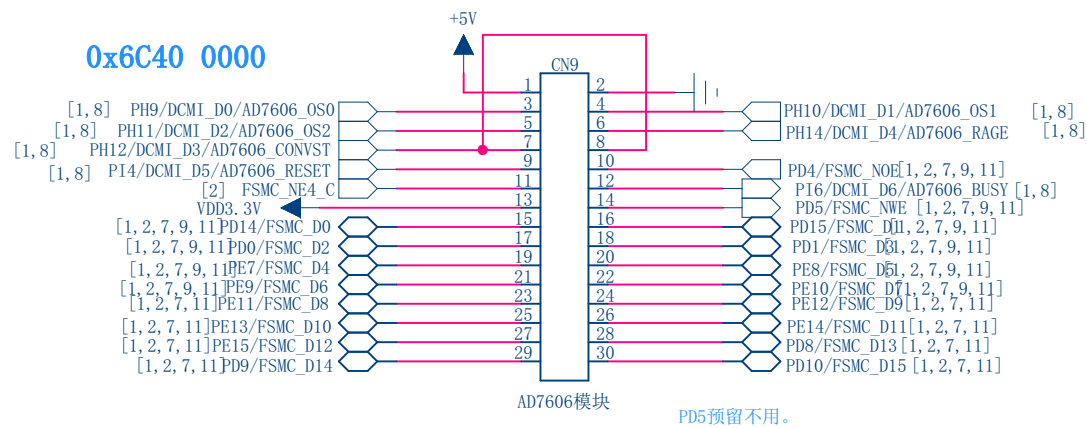 +5V
0x6C40 0000
CN9
1 2
[1,8] PH9/DCMI_D0/AD7606_OS0 3 4 PH10/DCMI_D1/AD7606_OS1 [1,8]
[1,8] PH11/DCMI_D2/AD7606_OS2 5 6 PH14/DCMI_D4/AD7606_RAGE [1,8]
[1,8] PH12/DCMI_D3/AD7606_CONVST 7 8
[1,8] PI4/DCMI_D5/AD7606_RESET 9 10 PD4/FSMC_NOE[1,2,7,9,11]
[2] FSMC_NE4_C 11 12 PI6/DCMI_D6/AD7606_BUSY [1,8]
VDD3.3V 13 14 PD5/FSMC_NWE [1,2,7,9,11]
[1,2,7,9,11]PD14/FSMC_D0 15 16 PD15/FSMC_D1[1,2,7,9,11]
[1,2,7,9,11]PD0/FSMC_D2 17 18 PD1/FSMC_D3[1,2,7,9,11]
[1,2,7,9,11]PE7/FSMC_D4 19 20 PE8/FSMC_D5[1,2,7,9,11]
[1,2,7,9,11]PE9/FSMC_D6 21 22 PE10/FSMC_D7[1,2,7,9,11]
[1,2,7,11]PE11/FSMC_D8 23 24 PE12/FSMC_D9[1,2,7,11]
[1,2,7,11]PE13/FSMC_D10 25 26 PE14/FSMC_D11[1,2,7,11]
[1,2,7,11]PE15/FSMC_D12 27 28 PD8/FSMC_D13[1,2,7,11]
[1,2,7,11]PD9/FSMC_D14 29 30 PD10/FSMC_D15 [1,2,7,11]
AD7606模块
PD5预留不用。